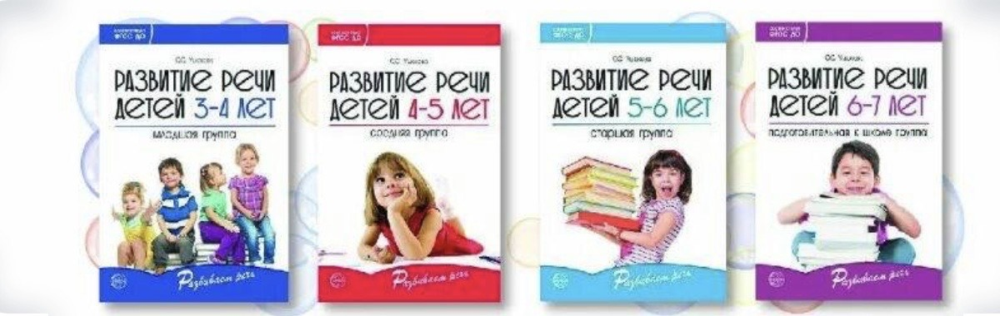 ФГОС ДО
О.С. Ушакова
РАЗВИТИЕ РЕЧИ
ДЕТЕЙ 3-4 ЛЕТ
младшая группа
Развиваем речь
ФГОС ДО
О.С. Ушакова
РАЗВИТИЕ РЕЧИ
ДЕТЕЙ 4-5 ЛЕТ
средняя группа
Развиваем речь
О.С. Ушакова
РАЗВИТИЕ РЕЧИ
ДЕТЕЙ 5-6 ЛЕТ
старшая группа
Развиваем речь
ФГОС ДО
О.С. Ушакова
РАЗВИТИЕ РЕЧИ
ДЕТЕЙ 6-7 ЛЕТ
подготовительная к школе группа
Развиваем речь